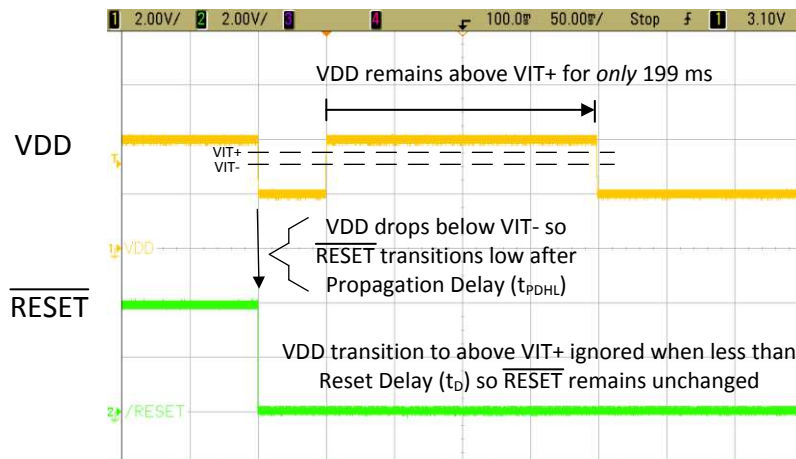 1 2.00V/ 2 2.00V/ 3 4 100.0ms 50.00ms/ Stop 1 3.10V
VDD remains above VIT+ for only 199 ms
VDD
T
VIT+
VIT-
VDD drops below VIT- so
RESET transitions low after
Propagation Delay (tPDHL)
1 VDD
RESET
VDD transition to above VIT+ ignored when less than
Reset Delay (tD) so RESET remains unchanged
2 /RESET